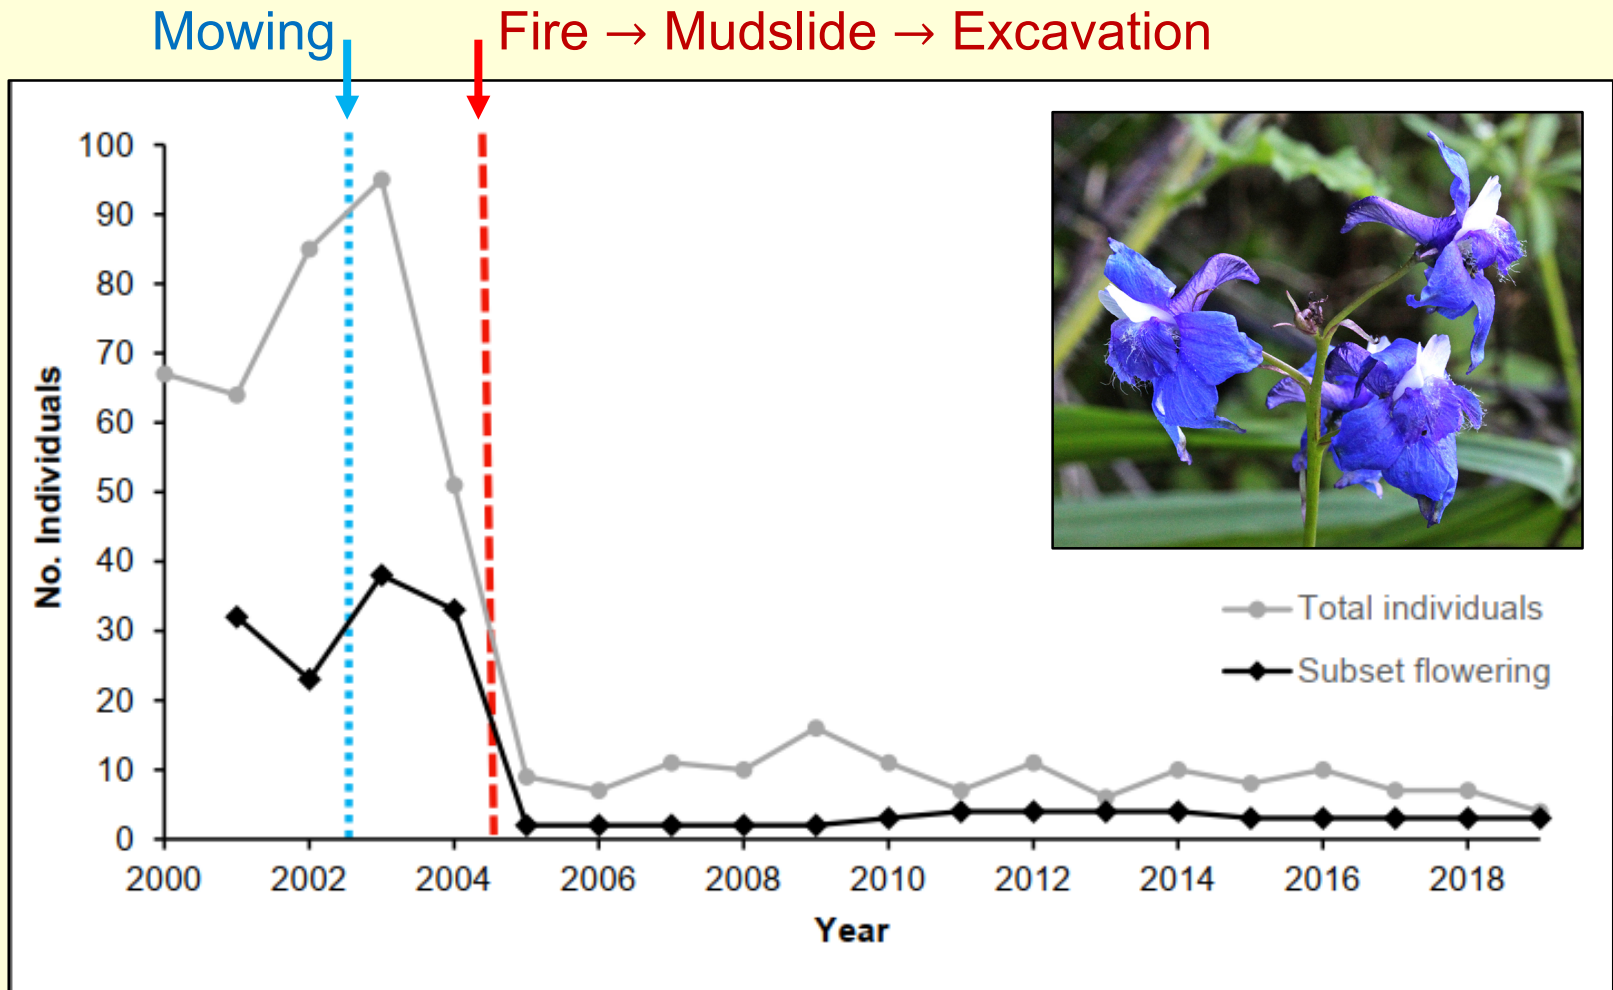 Mowing
Fire → Mudslide → Excavation
100
90
80
70
60
50
40
30
20
10
0
No. Individuals
Total individuals
Subset flowering
2000 2002 2004 2006 2008 2010 2012 2014 2016 2018
Year